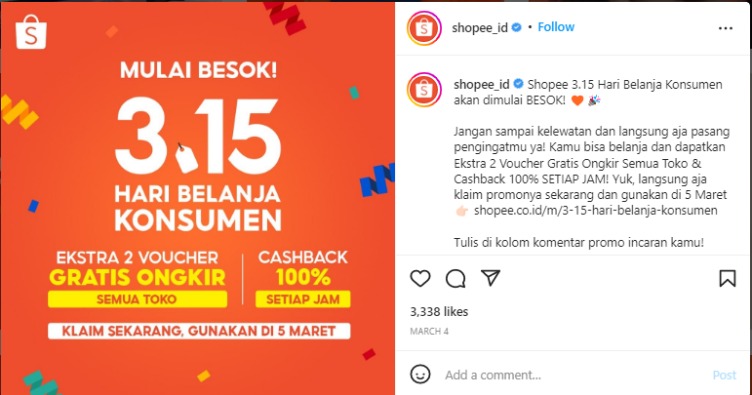 S
MULAI BESOK!
3.15
HARI BELANJA
KONSUMEN
EKSTRA 2 VOUCHER
GRATIS ONGKIR
SEMUA TOKO
CASHBACK
100%
SETIAP JAM
KLAIM SEKARANG, GUNAKAN DI 5 MARET
shopee_id • Follow
shopee_id Shopee 3.15 Hari Belanja Konsumen
akan dimulai BESOK! 🧡 🎉
Jangan sampai kelewatan dan langsung aja pasang
pengingatmu ya! Kamu bisa belanja dan dapatkan
Ekstra 2 Voucher Gratis Ongkir Semua Toko &
Cashback 100% SETIAP JAM! Yuk, langsung aja
klaim promonya sekarang dan gunakan di 5 Maret
👉🏻 shopee.co.id/m/3-15-hari-belanja-konsumen
Tulis di kolom komentar promo incaran kamu!
3,338 likes
MARCH 4
Add a comment...
Post